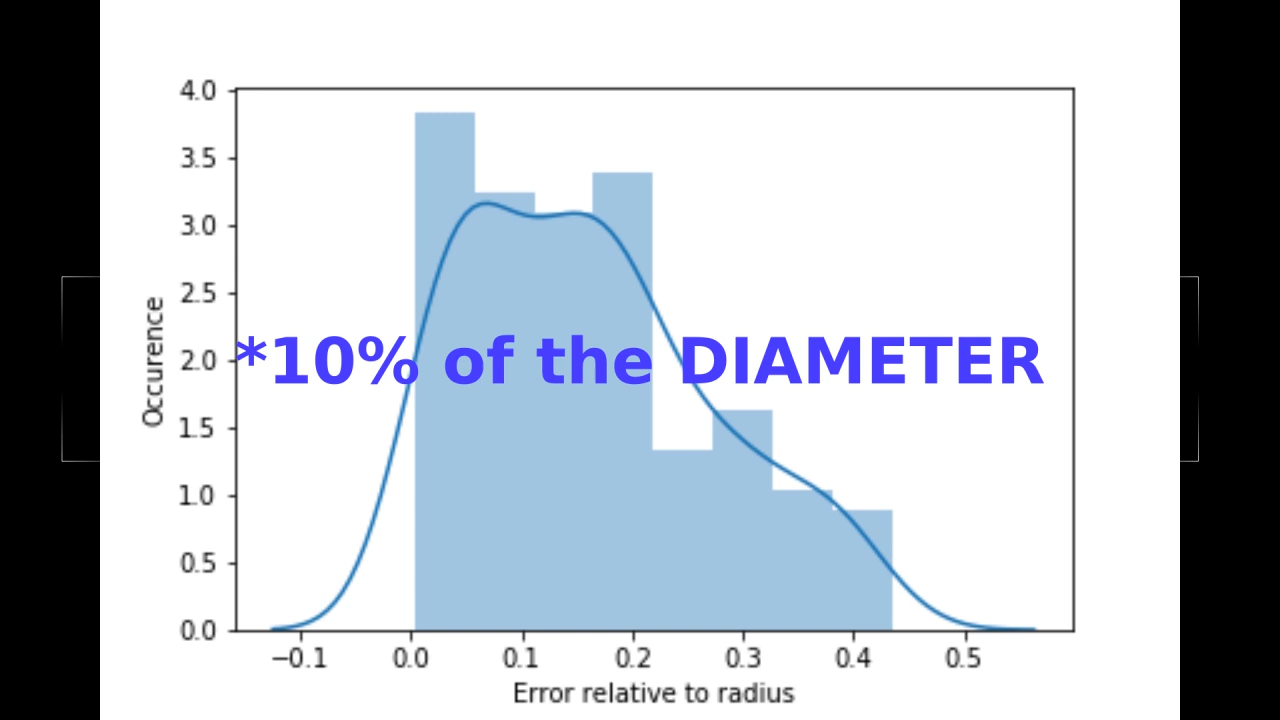 4.0
3.5
3.0
2.5
2.0
1.5
1.0
0.5
0.0
Occurence
*10% of the DIAMETER
−0.1 0.0 0.1 0.2 0.3 0.4 0.5
Error relative to radius